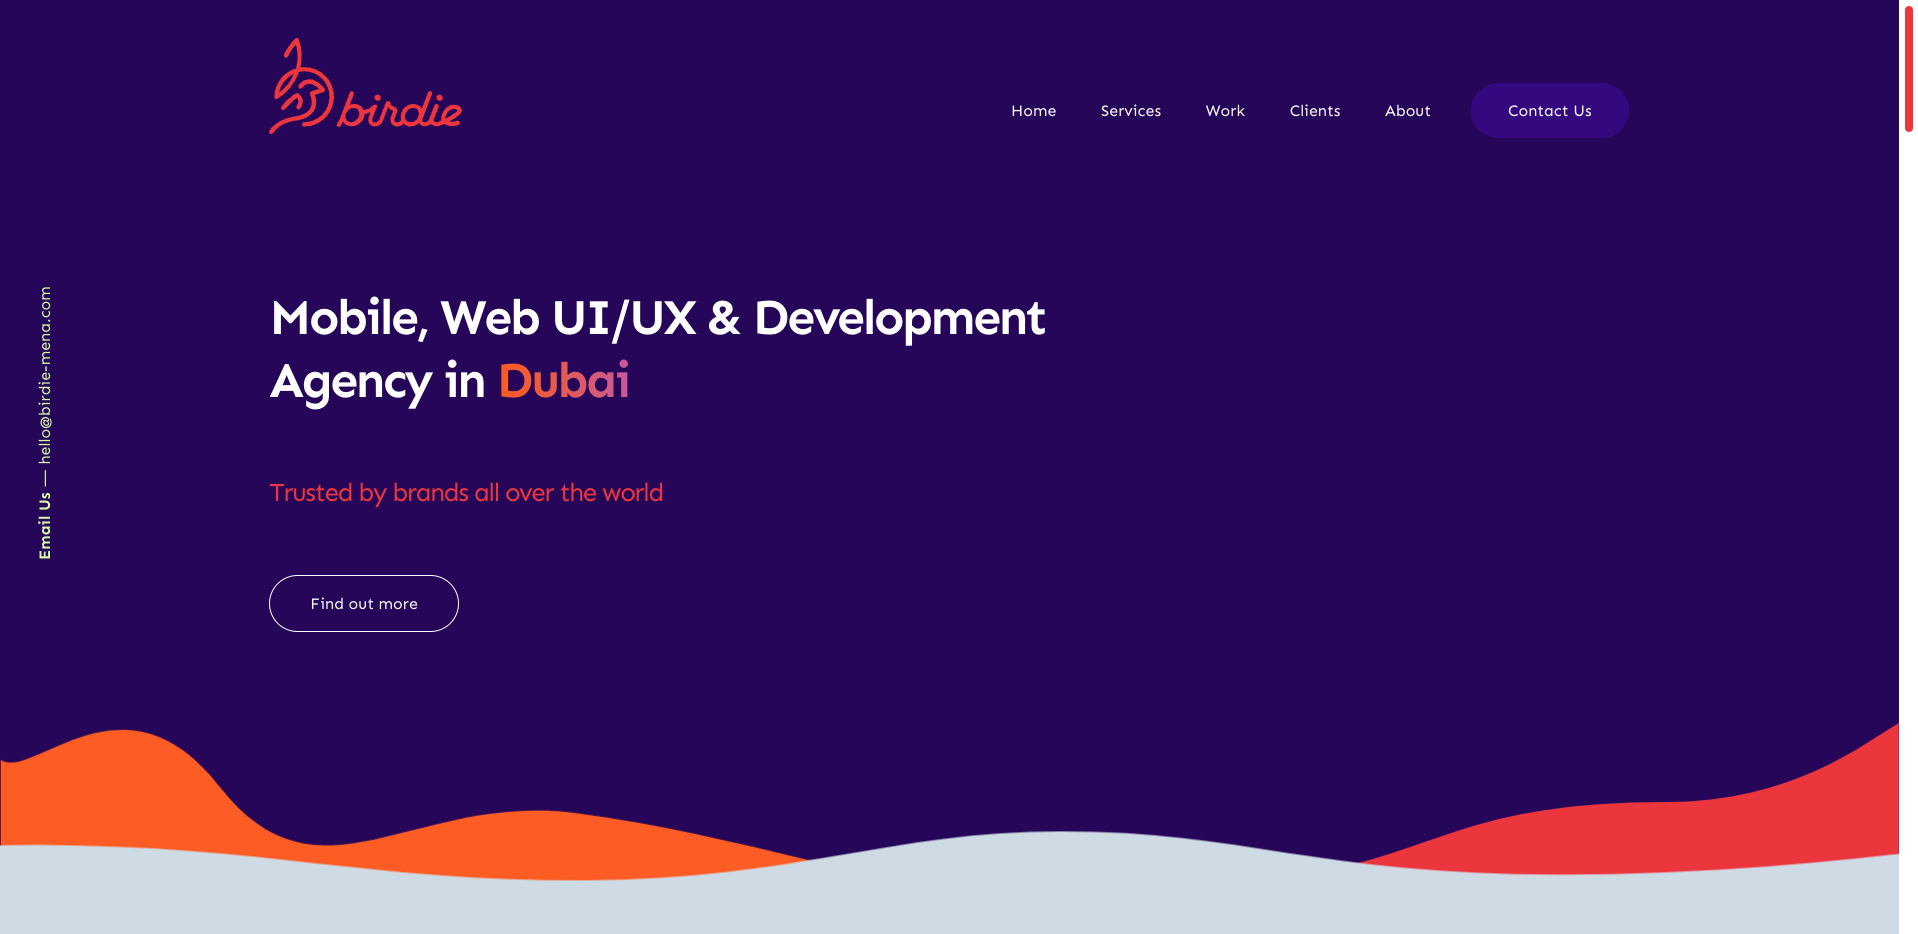 birdie
Home
Services
Work
Clients
About
Contact Us
Mobile, Web UI/UX & Development
Agency in Dubai
Trusted by brands all over the world
Find out more
Email Us — hello@birdie-mena.com